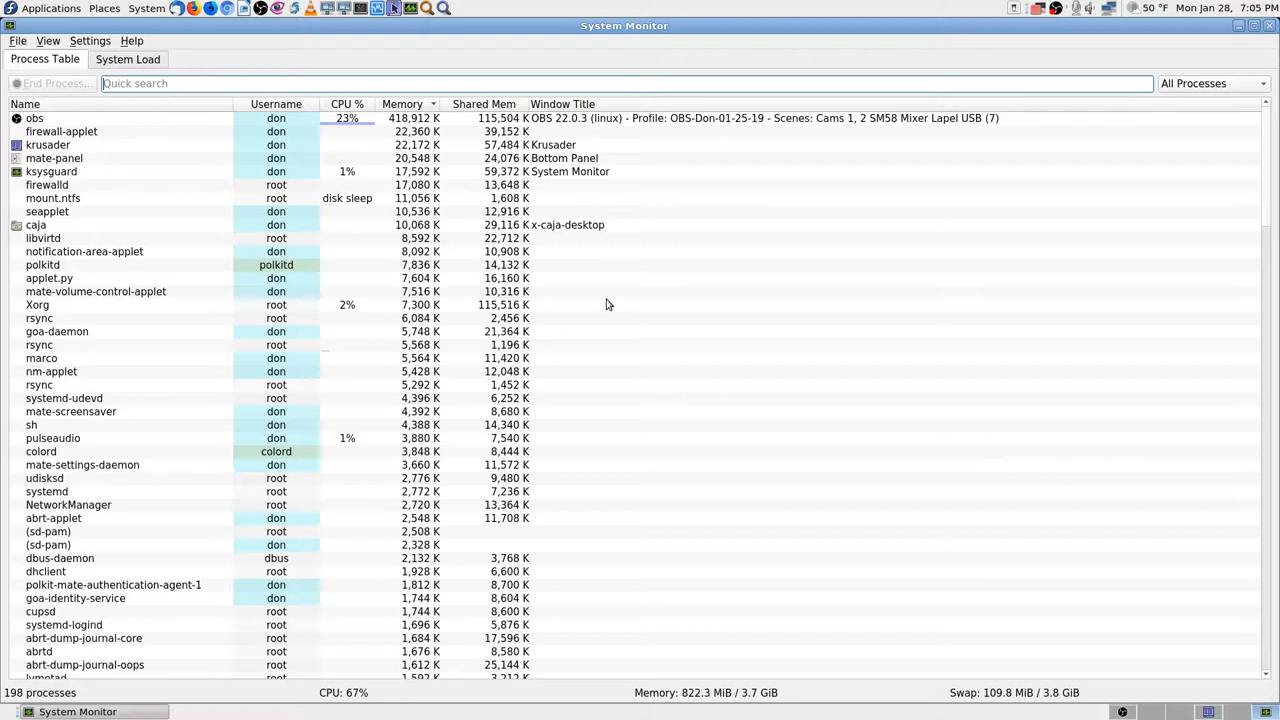 Applications Places System 50 °F Mon Jan 28, 7:05 PM
System Monitor
File View Settings Help
Process Table System Load
End Process... Quick search All Processes
Name Username CPU % Memory Shared Mem Window Title
obs don 23% 418,912 K 115,504 K OBS 22.0.3 (linux) - Profile: OBS-Don-01-25-19 - Scenes: Cams 1, 2 SM58 Mixer Lapel USB (7)
firewall-applet don 22,360 K 39,152 K
krusader don 22,172 K 57,484 K Krusader
mate-panel don 20,548 K 24,076 K Bottom Panel
ksysguard don 1% 17,592 K 59,372 K System Monitor
firewalld root 17,080 K 13,648 K
mount.ntfs root disk sleep 11,056 K 1,608 K
seapplet don 10,536 K 12,916 K
caja don 10,068 K 29,116 K x-caja-desktop
libvirtd root 8,592 K 22,712 K
notification-area-applet don 8,092 K 10,908 K
polkitd polkitd 7,836 K 14,132 K
applet.py don 7,604 K 16,160 K
mate-volume-control-applet don 7,516 K 10,316 K
Xorg root 2% 7,300 K 115,516 K
rsync root 6,084 K 2,456 K
goa-daemon don 5,748 K 21,364 K
rsync root 5,568 K 1,196 K
marco don 5,564 K 11,420 K
nm-applet don 5,428 K 12,048 K
rsync root 5,292 K 1,452 K
systemd-udevd root 4,396 K 6,252 K
mate-screensaver don 4,392 K 8,680 K
sh don 4,388 K 14,340 K
pulseaudio don 1% 3,880 K 7,540 K
colord colord 3,848 K 8,444 K
mate-settings-daemon don 3,660 K 11,572 K
udisksd root 2,776 K 9,480 K
systemd root 2,772 K 7,236 K
NetworkManager root 2,720 K 13,364 K
abrt-applet don 2,548 K 11,708 K
(sd-pam) root 2,508 K
(sd-pam) don 2,328 K
dbus-daemon dbus 2,132 K 3,768 K
dhclient root 1,928 K 6,600 K
polkit-mate-authentication-agent-1 don 1,812 K 8,700 K
goa-identity-service don 1,744 K 8,604 K
cupsd root 1,744 K 8,600 K
systemd-logind root 1,696 K 5,876 K
abrt-dump-journal-core root 1,684 K 17,596 K
abrtd root 1,676 K 8,580 K
abrt-dump-journal-oops root 1,612 K 25,144 K
lvmetad root 1,592 K 3,212 K
198 processes CPU: 67% Memory: 822.3 MiB / 3.7 GiB Swap: 109.8 MiB / 3.8 GiB
System Monitor